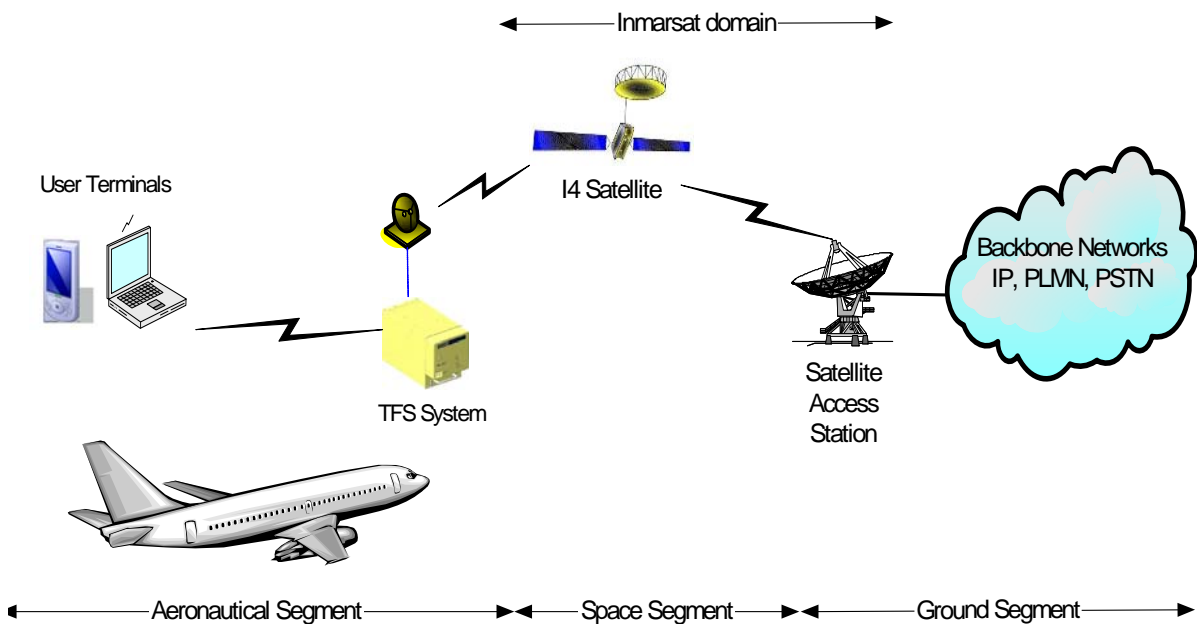 Inmarsat domain
User Terminals
I4 Satellite
Backbone Networks
IP, PLMN, PSTN
TFS System
Satellite
Access
Station
Aeronautical Segment
Space Segment
Ground Segment